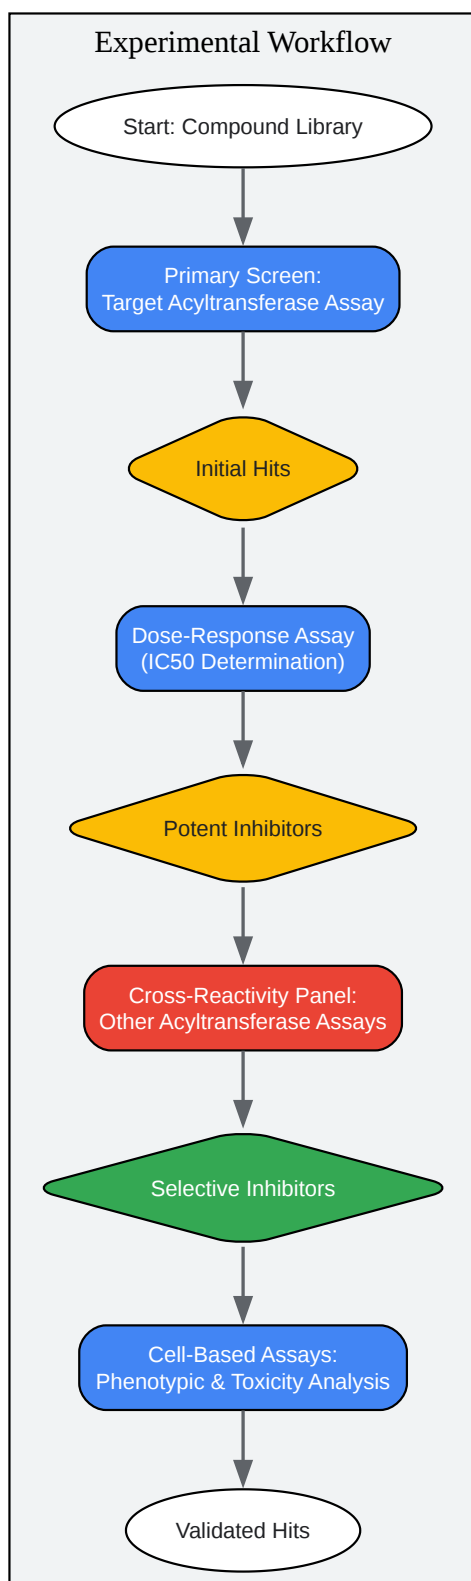 Experimental Workflow
Start: Compound Library
Primary Screen:
Target Acyltransferase Assay
Initial Hits
Dose-Response Assay
(IC50 Determination)
Potent Inhibitors
Cross-Reactivity Panel:
Other Acyltransferase Assays
Selective Inhibitors
Cell-Based Assays:
Phenotypic & Toxicity Analysis
Validated Hits